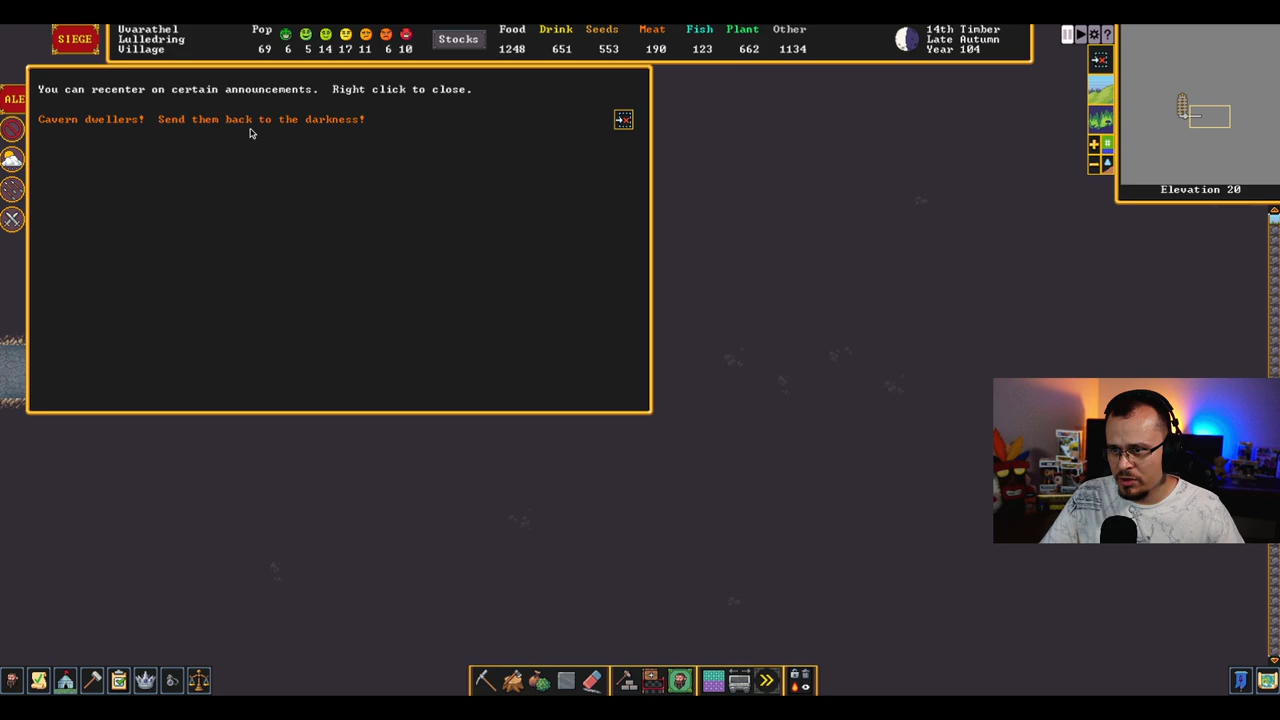 SIEGE
Uvarathel
Lulledring
Village
Pop
69 6 5 14 17 11 6 10
Stocks
Food Drink Seeds Meat Fish Plant Other
1248 651 553 190 123 662 1134
14th Timber
Late Autumn
Year 104
?
You can recenter on certain announcements. Right click to close.
ALE
Cavern dwellers! Send them back to the darkness!
Elevation 20